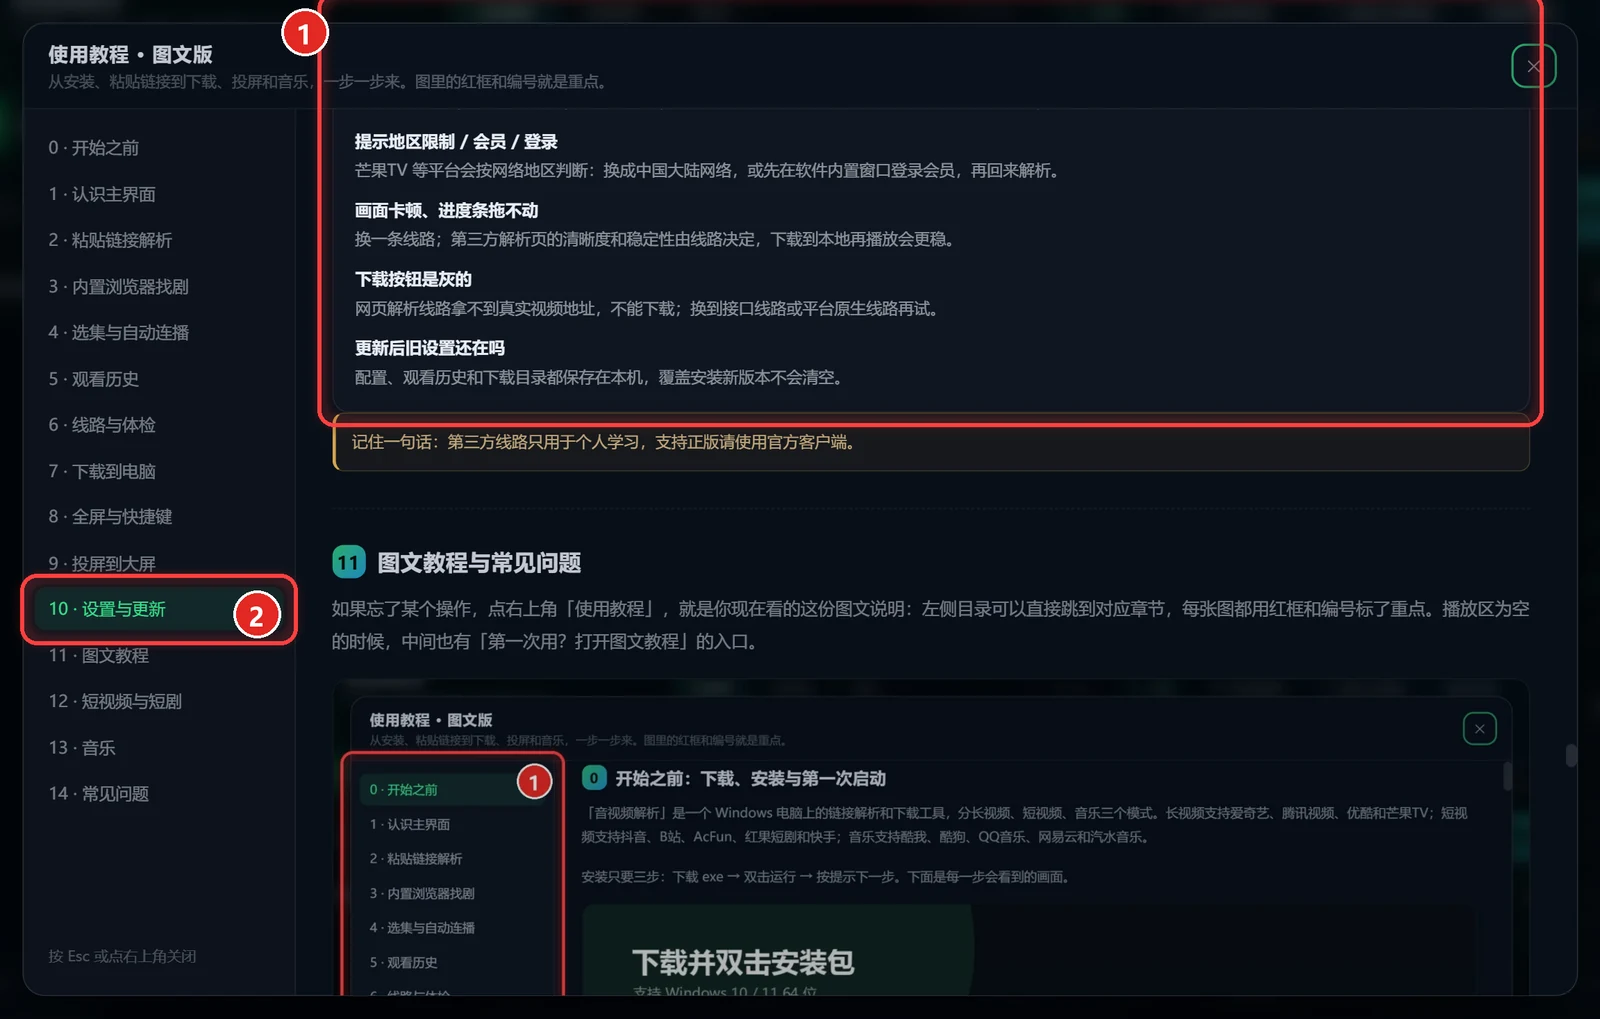 1
使用教程 • 图文版
从安装、粘贴链接到下载、投屏和音乐，一步一步来。图里的红框和编号就是重点。
×
0 · 开始之前
1 · 认识主界面
2 · 粘贴链接解析
3 · 内置浏览器找剧
4 · 选集与自动连播
5 · 观看历史
6 · 线路与体检
7 · 下载到电脑
8 · 全屏与快捷键
9 · 投屏到大屏
10 · 设置与更新
2
11 · 图文教程
12 · 短视频与短剧
13 · 音乐
14 · 常见问题
按 Esc 或点右上角关闭
提示地区限制 / 会员 / 登录
芒果TV 等平台会按网络地区判断：换成中国大陆网络，或先在软件内置窗口登录会员，再回来解析。
画面卡顿、进度条拖不动
换一条线路；第三方解析页的清晰度和稳定性由线路决定，下载到本地再播放会更稳。
下载按钮是灰的
网页解析线路拿不到真实视频地址，不能下载；换到接口线路或平台原生线路再试。
更新后旧设置还在吗
配置、观看历史和下载目录都保存在本机，覆盖安装新版本不会清空。
记住一句话：第三方线路只用于个人学习，支持正版请使用官方客户端。
11 图文教程与常见问题
如果忘了某个操作，点右上角「使用教程」，就是你现在看的这份图文说明：左侧目录可以直接跳到对应章节，每张图都用红框和编号标了重点。播放区为空
的时候，中间也有「第一次用？打开图文教程」的入口。
使用教程 • 图文版
从安装、粘贴链接到下载、投屏和音乐，一步一步来。图里的红框和编号就是重点。
×
0 · 开始之前
1
1 · 认识主界面
2 · 粘贴链接解析
3 · 内置浏览器找剧
4 · 选集与自动连播
5 · 观看历史
6 · 线路与体检
0 开始之前：下载、安装与第一次启动
「音视频解析」是一个 Windows 电脑上的链接解析和下载工具，分长视频、短视频、音乐三个模式。长视频支持爱奇艺、腾讯视频、优酷和芒果TV；短视
频支持抖音、B站、AcFun、红果短剧和快手；音乐支持酷我、酷狗、QQ音乐、网易云和汽水音乐。
安装只要三步：下载 exe → 双击运行 → 按提示下一步。下面是每一步会看到的画面。
下载并双击安装包
支持 Windows 10 / 11 64 位